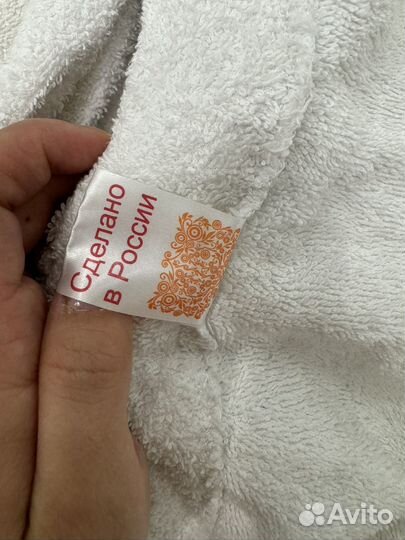 Сделано
в России
Avito